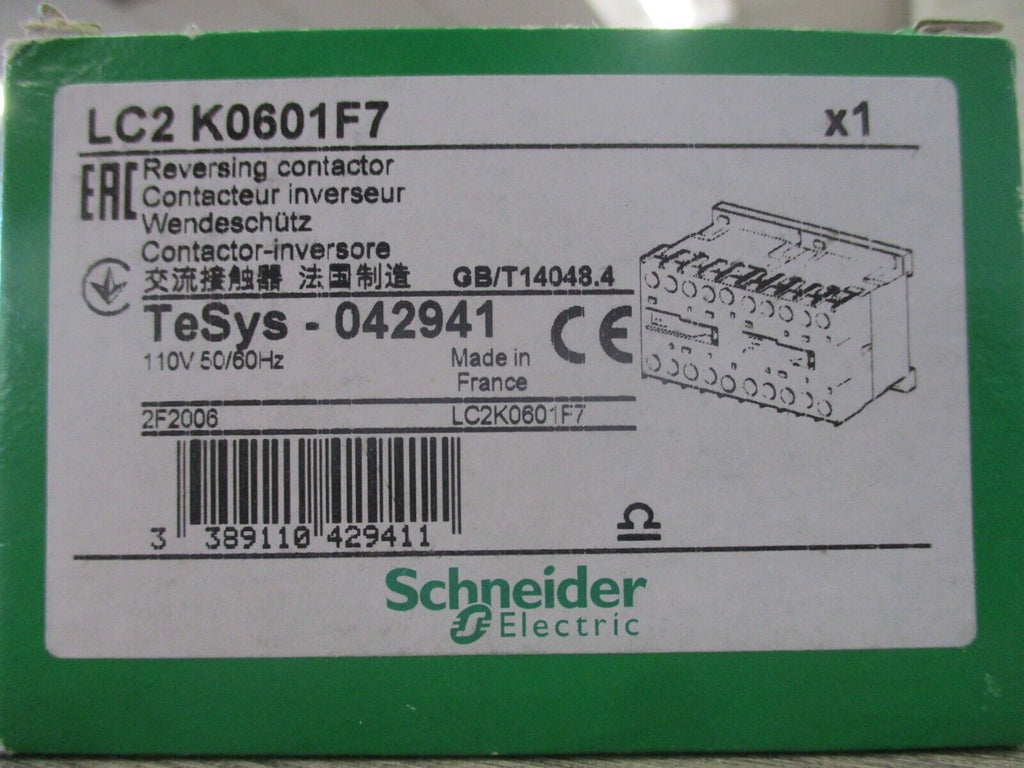 LC2 K0601F7 x1
EAC Reversing contactor
Contacteur inverseur
Wendeschütz
Contactor-inversore
交流接触器 法国制造 GB/T14048.4
TeSys - 042941 CE
110V 50/60Hz Made in
France
2F2006 LC2K0601F7
3 389110 429411
Schneider
Electric